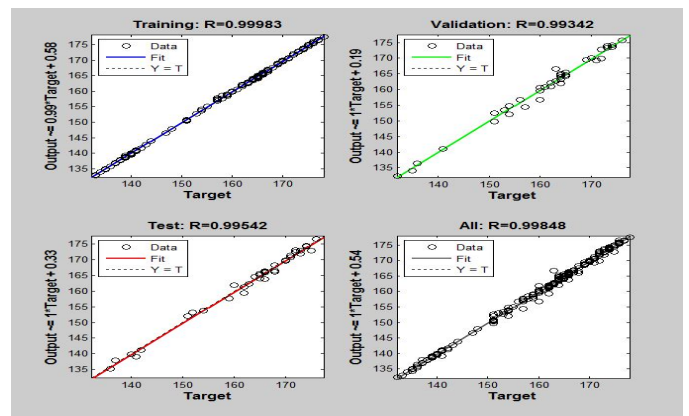 Training: R=0.99983
Output ~= 0.99*Target + 0.58
Data
Fit
Y = T
175
170
165
160
155
150
145
140
135
140 150 160 170
Target
Validation: R=0.99342
Output ~= 1*Target + 0.19
Data
Fit
Y = T
175
170
165
160
155
150
145
140
135
140 150 160 170
Target
Test: R=0.99542
Output ~= 1*Target + 0.33
Data
Fit
Y = T
175
170
165
160
155
150
145
140
135
140 150 160 170
Target
All: R=0.99848
Output ~= 1*Target + 0.54
Data
Fit
Y = T
175
170
165
160
155
150
145
140
135
140 150 160 170
Target